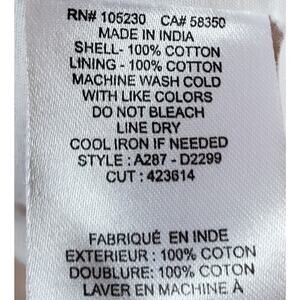 RN# 105230 CA# 58350
MADE IN INDIA
SHELL- 100% COTTON
LINING - 100% COTTON
MACHINE WASH COLD
WITH LIKE COLORS
DO NOT BLEACH
LINE DRY
COOL IRON IF NEEDED
STYLE : A287 - D2299
CUT : 423614
FABRIQUÉ EN INDE
EXTERIEUR : 100% COTON
DOUBLURE: 100% COTON
LAVER EN MACHINE À